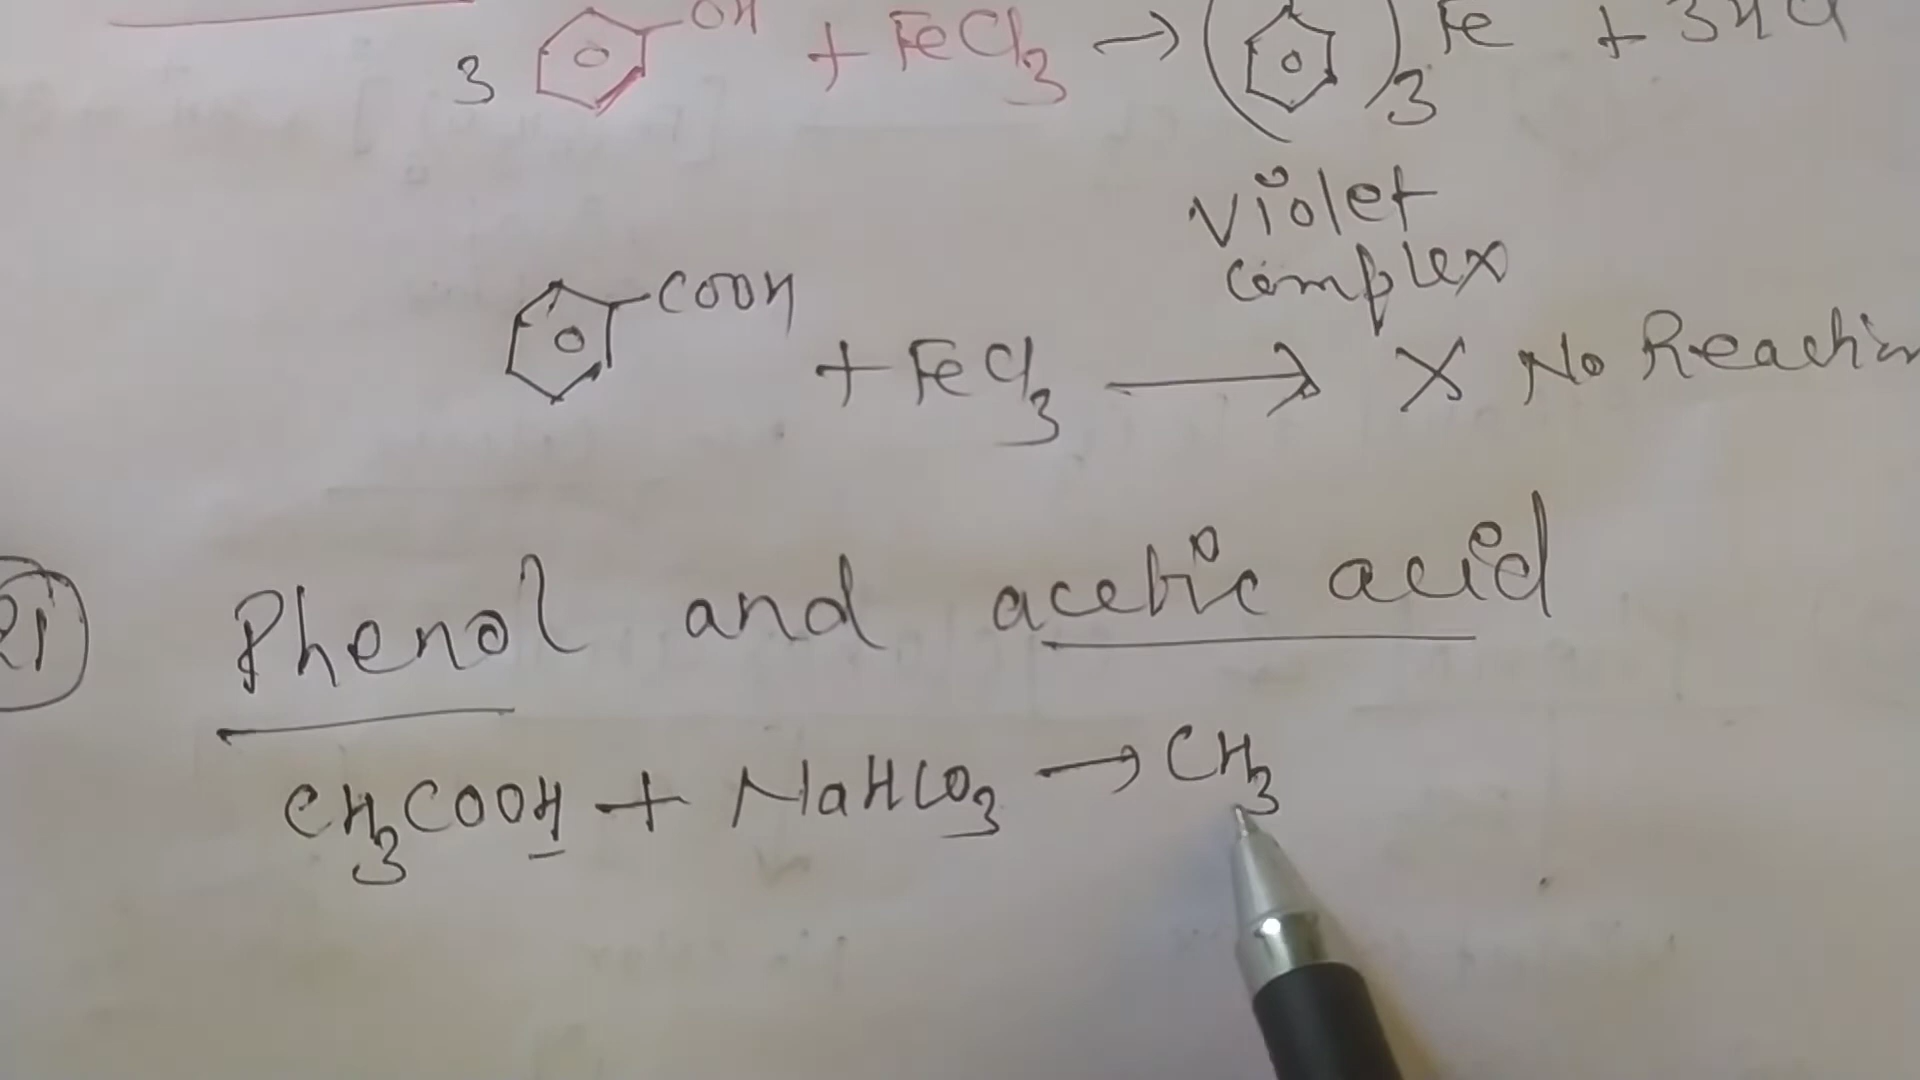 3 OH + FeCl3 → ( )3 Fe + 3HCl
Violet
complex
COOH + FeCl3 → X No Reaction
21 Phenol and acetic acid
CH3COOH + NaHCO3 → CH3